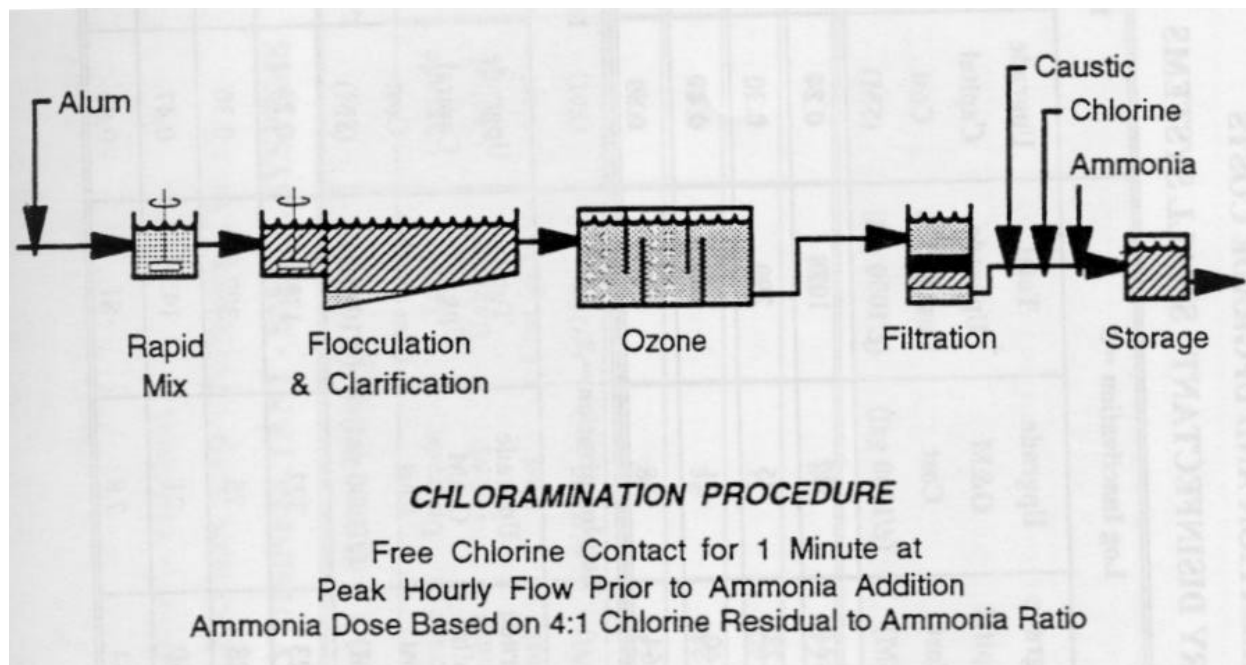 Alum
Caustic
Chlorine
Ammonia
Rapid
Mix
Flocculation
& Clarification
Ozone
Filtration
Storage
CHLORAMINATION PROCEDURE
Free Chlorine Contact for 1 Minute at
Peak Hourly Flow Prior to Ammonia Addition
Ammonia Dose Based on 4:1 Chlorine Residual to Ammonia Ratio